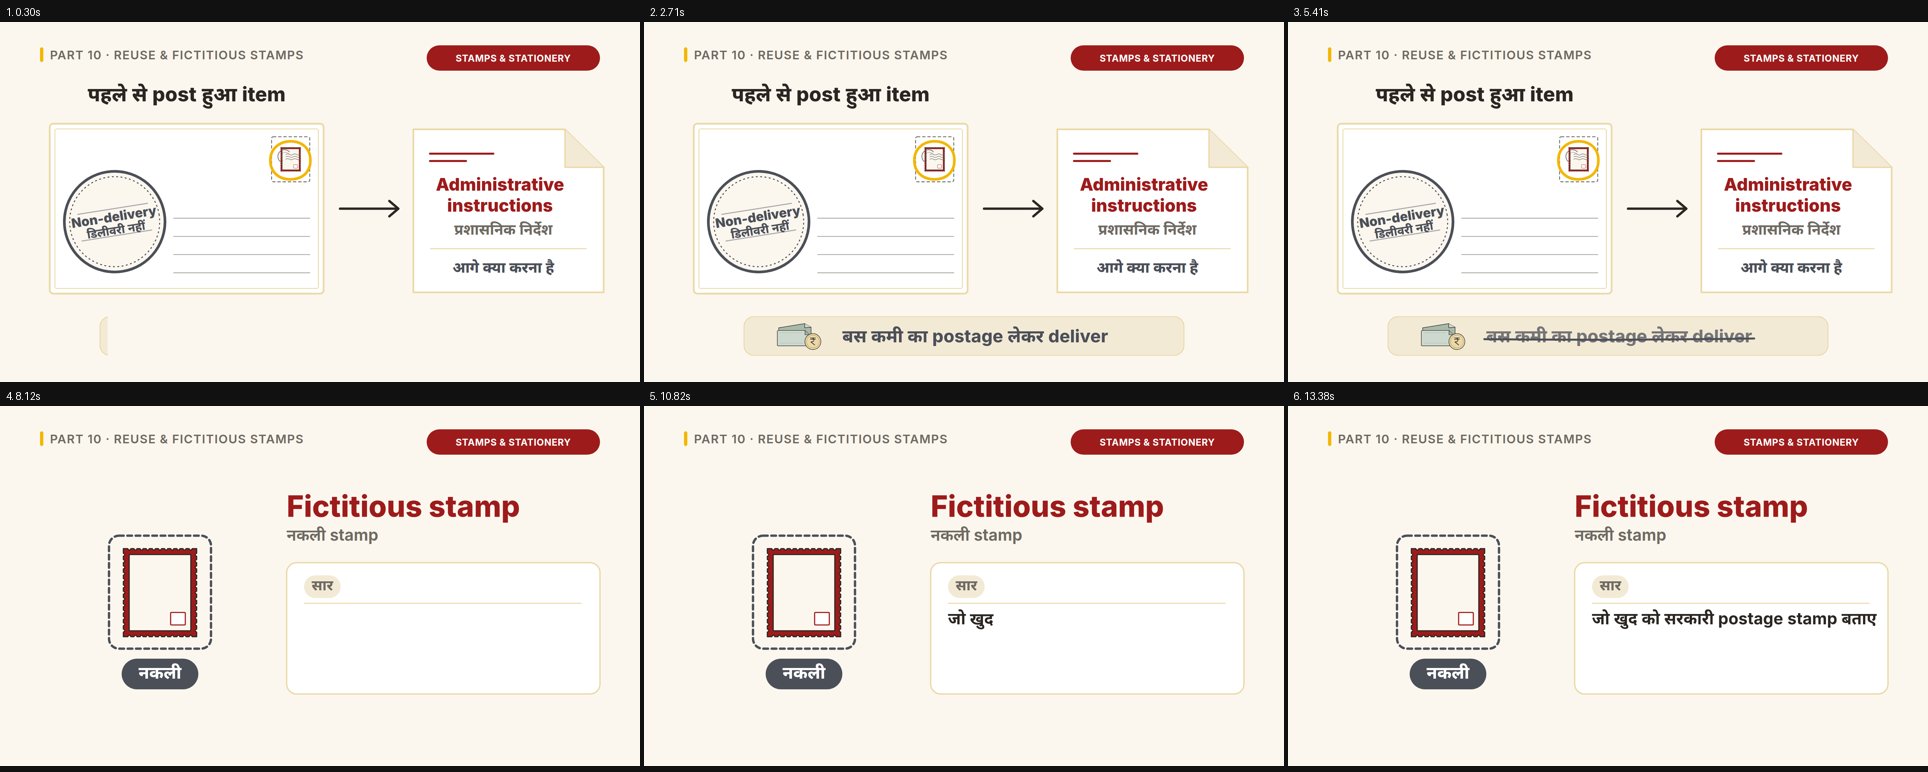 1. 0.30s
PART 10 · REUSE & FICTITIOUS STAMPS
STAMPS & STATIONERY
पहले से post हुआ item
Non-delivery
डिलीवरी नहीं
Administrative
instructions
प्रशासनिक निर्देश
आगे क्या करना है
2. 2.71s
PART 10 · REUSE & FICTITIOUS STAMPS
STAMPS & STATIONERY
पहले से post हुआ item
Non-delivery
डिलीवरी नहीं
Administrative
instructions
प्रशासनिक निर्देश
आगे क्या करना है
₹
बस कमी का postage लेकर deliver
3. 5.41s
PART 10 · REUSE & FICTITIOUS STAMPS
STAMPS & STATIONERY
पहले से post हुआ item
Non-delivery
डिलीवरी नहीं
Administrative
instructions
प्रशासनिक निर्देश
आगे क्या करना है
₹
बस कमी का postage लेकर deliver
4. 8.12s
PART 10 · REUSE & FICTITIOUS STAMPS
STAMPS & STATIONERY
Fictitious stamp
नकली stamp
सार
नकली
5. 10.82s
PART 10 · REUSE & FICTITIOUS STAMPS
STAMPS & STATIONERY
Fictitious stamp
नकली stamp
सार
जो खुद
नकली
6. 13.38s
PART 10 · REUSE & FICTITIOUS STAMPS
STAMPS & STATIONERY
Fictitious stamp
नकली stamp
सार
जो खुद को सरकारी postage stamp बताए
नकली